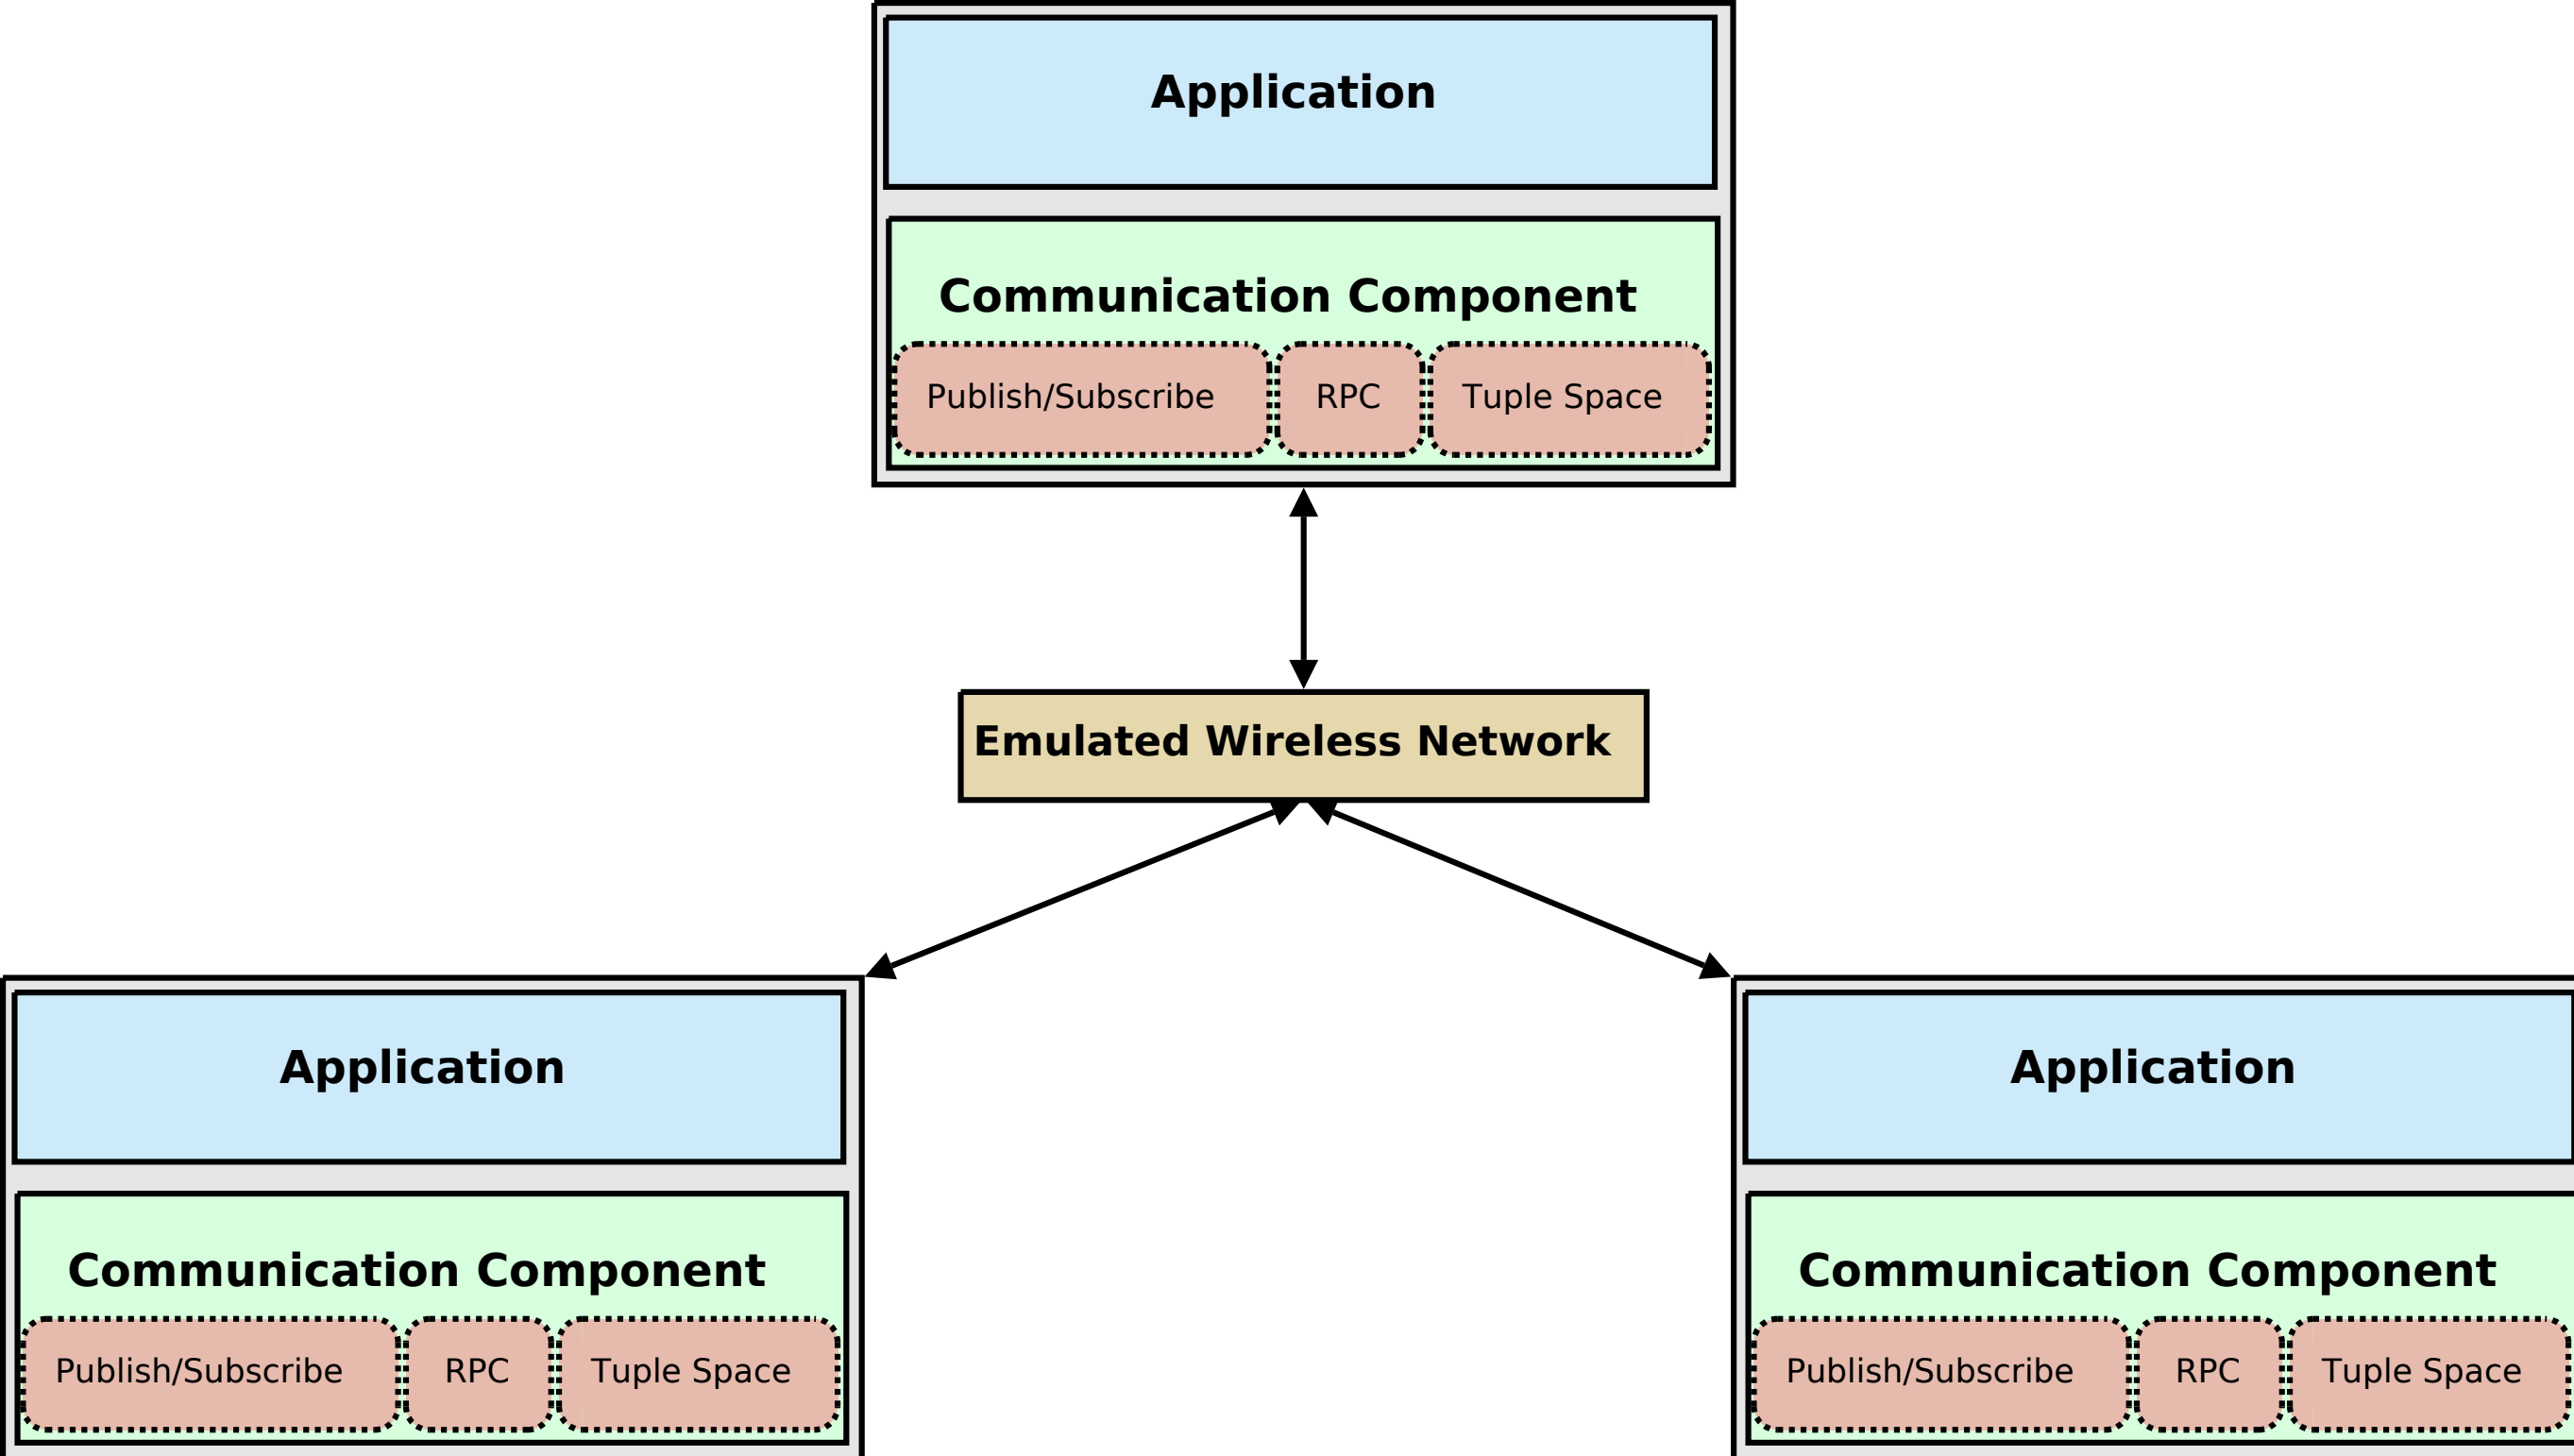 Application
Communication Component
Publish/Subscribe RPC Tuple Space
Emulated Wireless Network
Application
Communication Component
Publish/Subscribe RPC Tuple Space
Application
Communication Component
Publish/Subscribe RPC Tuple Space